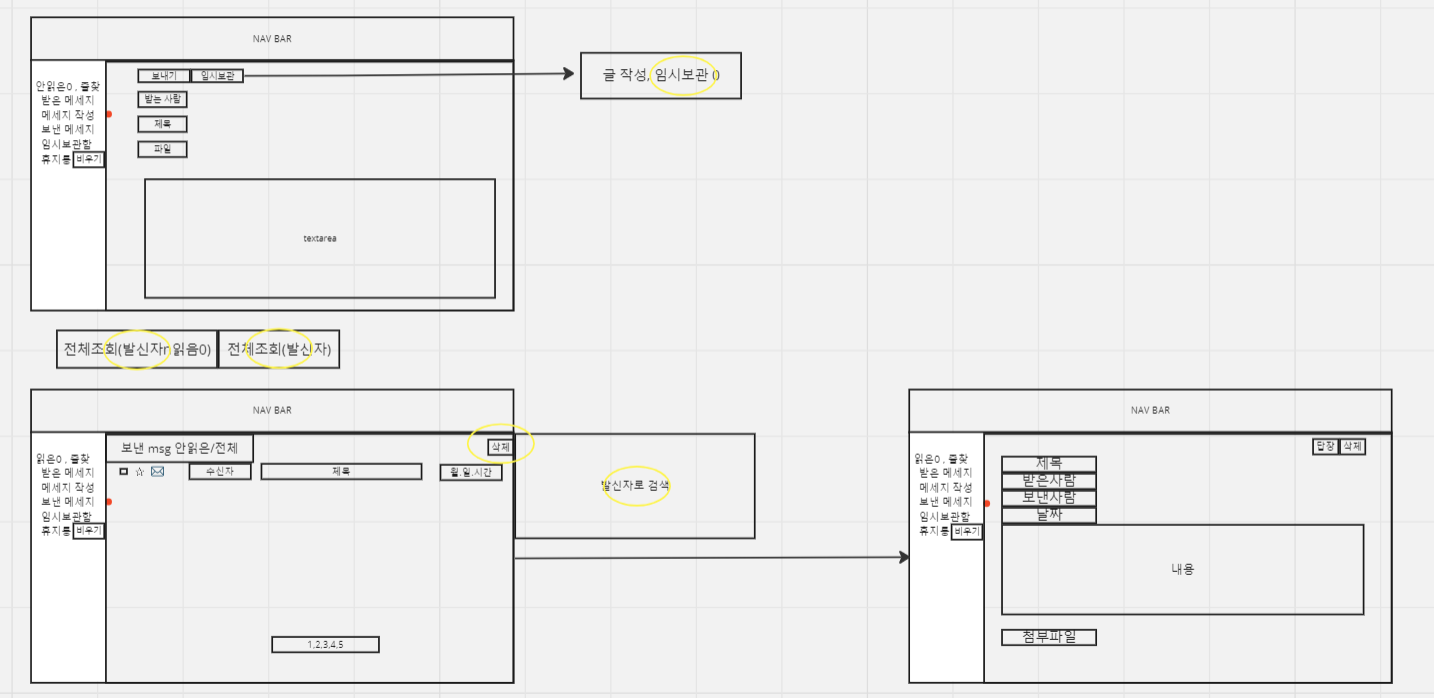 NAV BAR
보내기 임시보관
안읽은0 , 즐찾
받은 메세지
메세지 작성
보낸 메세지
임시보관함
휴지통 비우기
받는 사람
제목
파일
textarea
글 작성, 임시보관 0
전체조회(발신자n읽음0) 전체조회(발신자)
NAV BAR
보낸 msg 안읽은/전체
삭제
읽은0 , 즐찾
받은 메세지
메세지 작성
보낸 메세지
임시보관함
휴지통 비우기
수신자 제목 월.일.시간
1,2,3,4,5
발신자로 검색
NAV BAR
답장 삭제
읽은0 , 즐찾
받은 메세지
메세지 작성
보낸 메세지
임시보관함
휴지통 비우기
제목
받은사람
보낸사람
날짜
내용
첨부파일